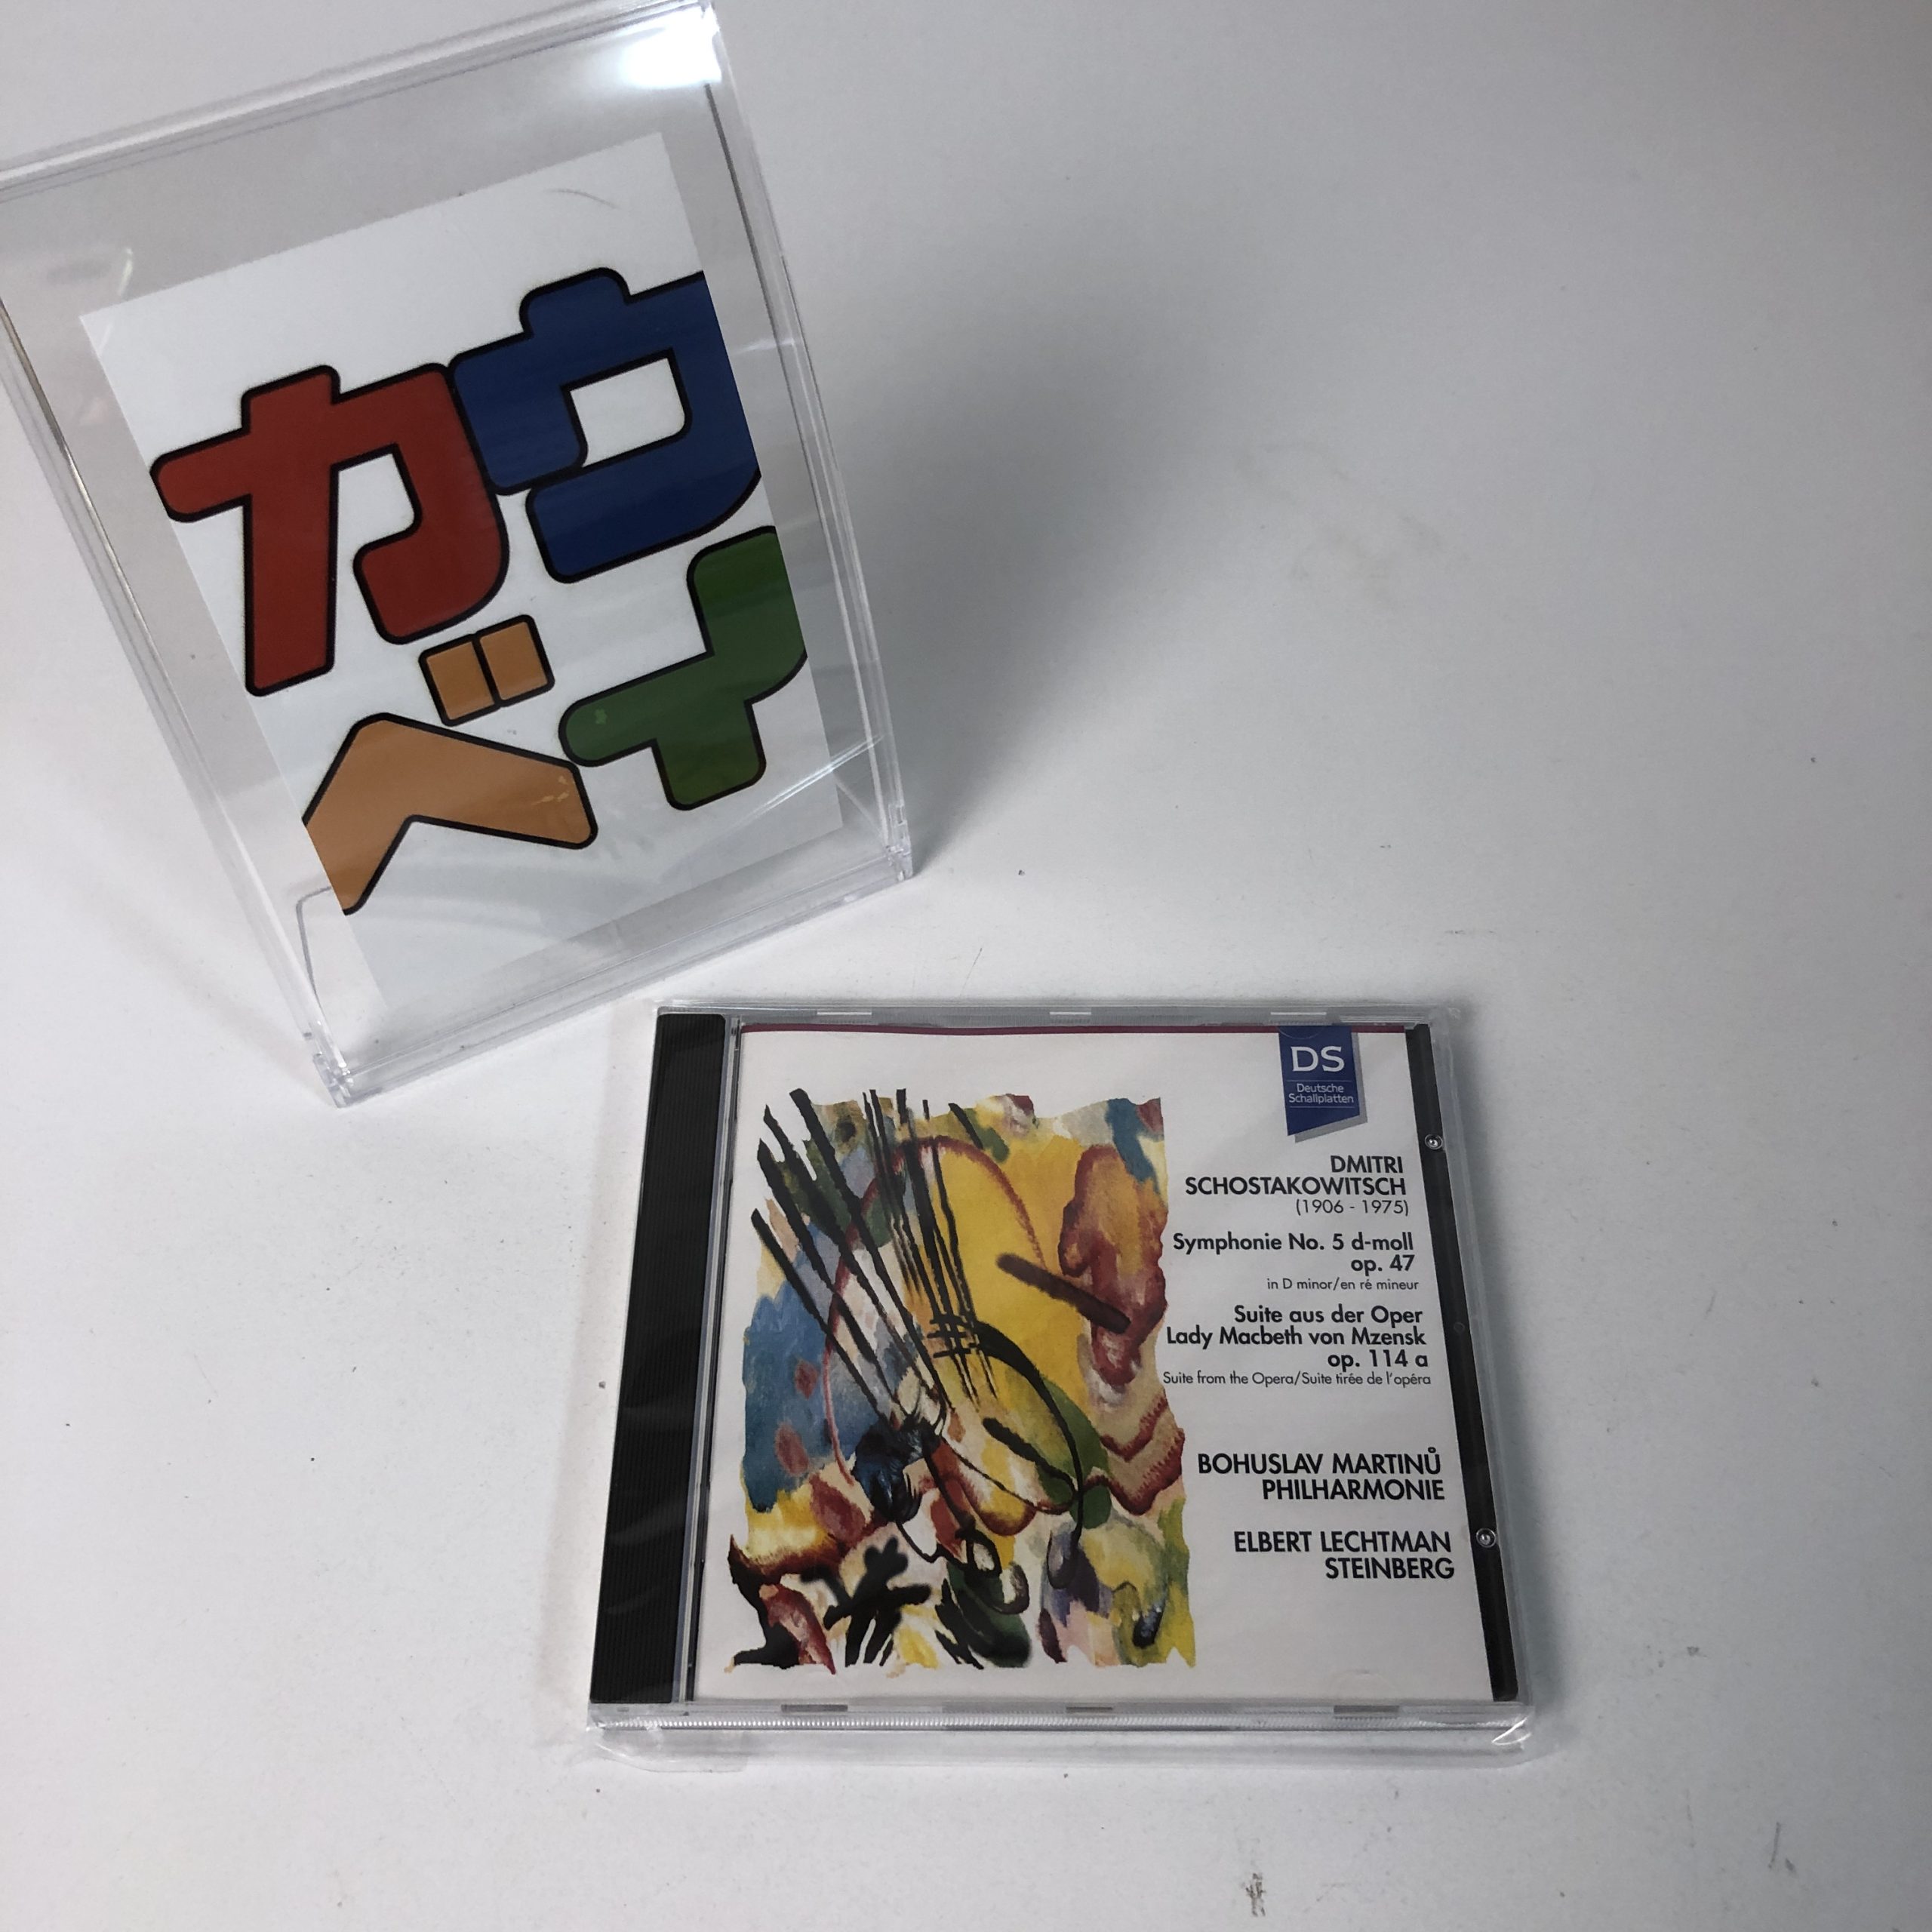 カウ
ベイ
DS
Deutsche
Schallplatten
DMITRI
SCHOSTAKOWITSCH
(1906 - 1975)
Symphonie No. 5 d-moll
op. 47
in D minor/en ré mineur
Suite aus der Oper
Lady Macbeth von Mzensk
op. 114 a
Suite from the Opera/Suite tirée de l'opéra
BOHUSLAV MARTINŮ
PHILHARMONIE
ELBERT LECHTMAN
STEINBERG